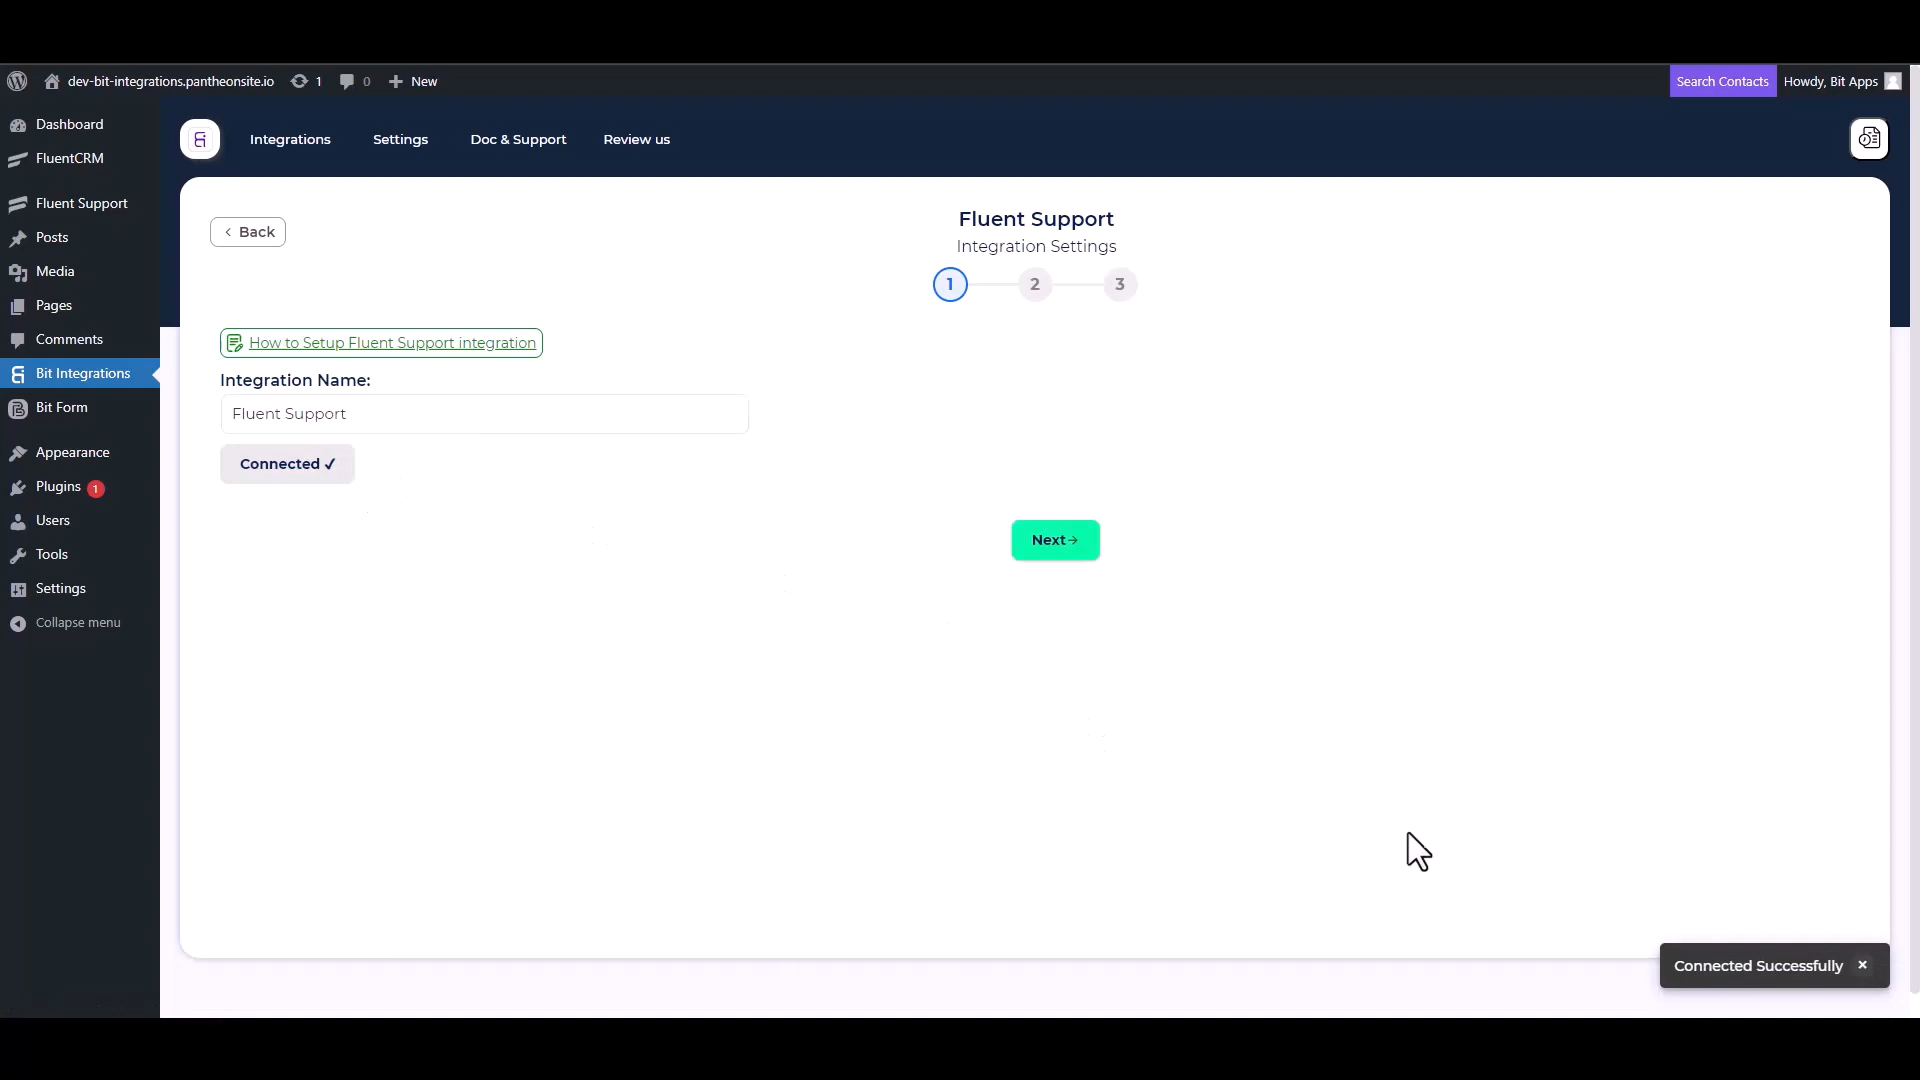 dev-bit-integrations.pantheonsite.io 1 0 New Search Contacts Howdy, Bit Apps
Dashboard
FluentCRM
Fluent Support
Posts
Media
Pages
Comments
Bit Integrations
Bit Form
Appearance
Plugins 1
Users
Tools
Settings
Collapse menu
Integrations Settings Doc & Support Review us
Back
Fluent Support
Integration Settings
1 2 3
How to Setup Fluent Support integration
Integration Name:
Fluent Support
Connected ✓
Next→
Connected Successfully ×